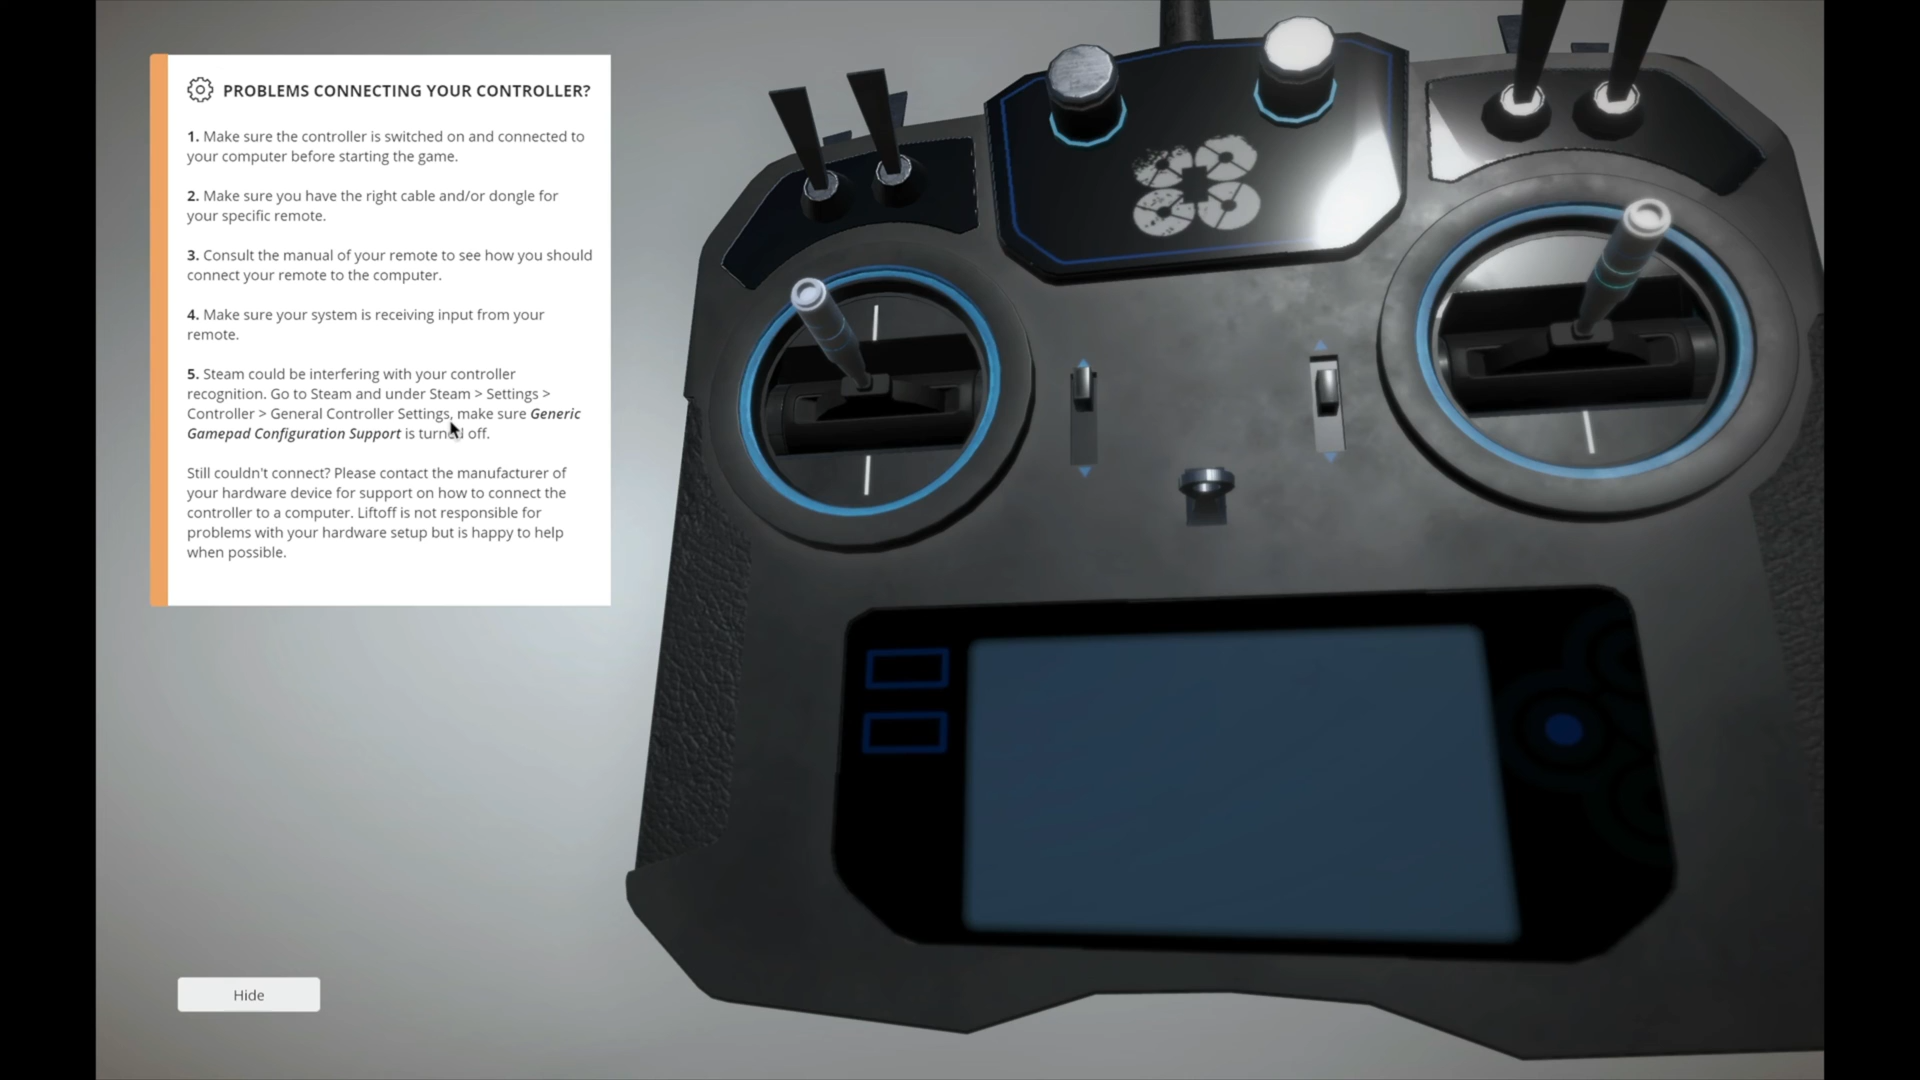 PROBLEMS CONNECTING YOUR CONTROLLER?
1. Make sure the controller is switched on and connected to
your computer before starting the game.
2. Make sure you have the right cable and/or dongle for
your specific remote.
3. Consult the manual of your remote to see how you should
connect your remote to the computer.
4. Make sure your system is receiving input from your
remote.
5. Steam could be interfering with your controller
recognition. Go to Steam and under Steam > Settings >
Controller > General Controller Settings, make sure Generic
Gamepad Configuration Support is turned off.
Still couldn't connect? Please contact the manufacturer of
your hardware device for support on how to connect the
controller to a computer. Liftoff is not responsible for
problems with your hardware setup but is happy to help
when possible.
Hide